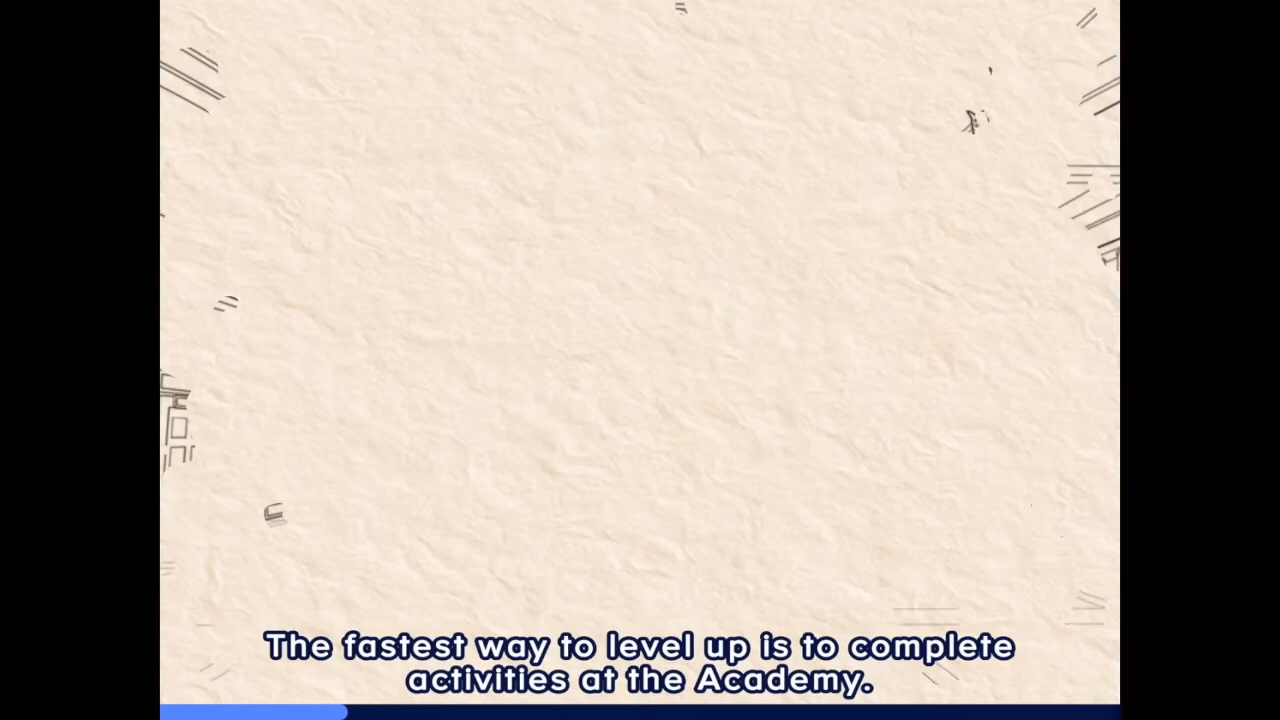 The fastest way to level up is to complete
activities at the Academy.